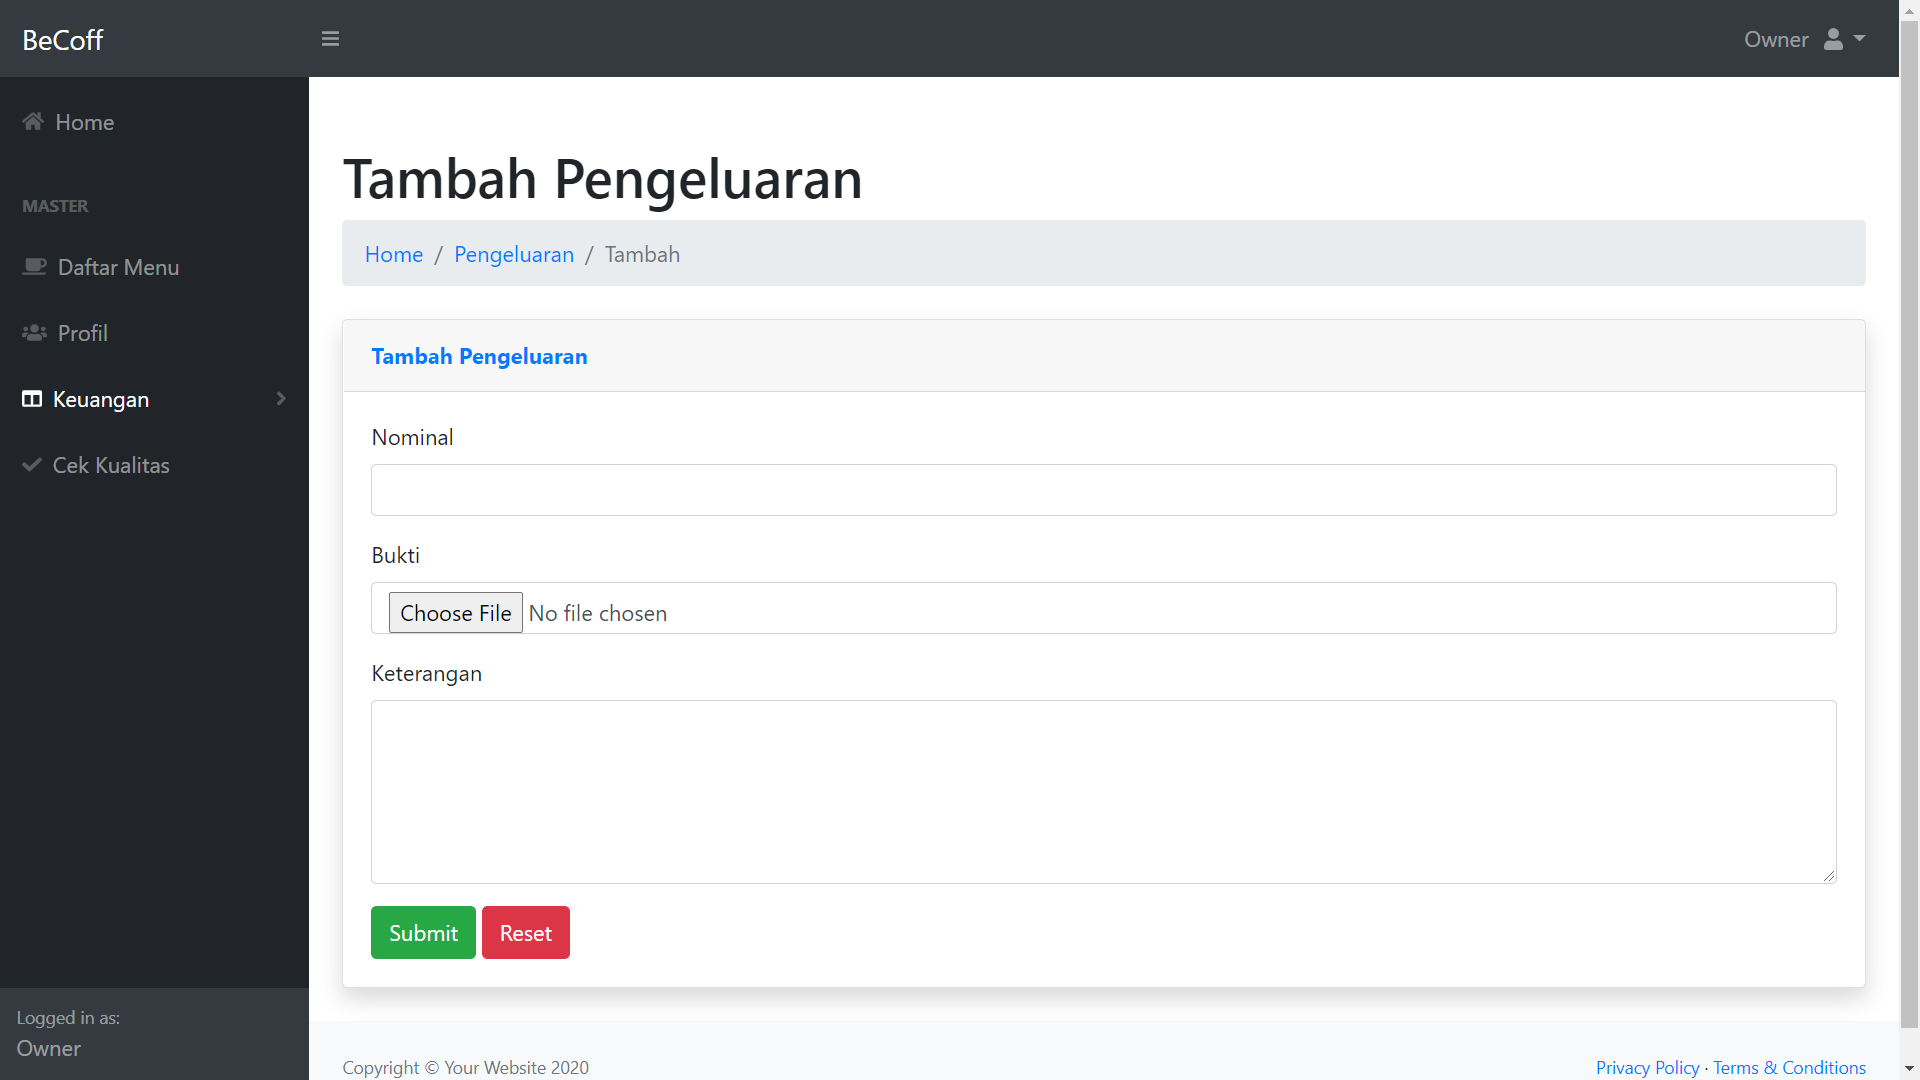 BeCoff
Owner
Home
MASTER
Daftar Menu
Profil
Keuangan
Cek Kualitas
Logged in as:
Owner
Tambah Pengeluaran
Home / Pengeluaran / Tambah
Tambah Pengeluaran
Nominal
Bukti
Choose File No file chosen
Keterangan
Submit Reset
Copyright © Your Website 2020
Privacy Policy · Terms & Conditions